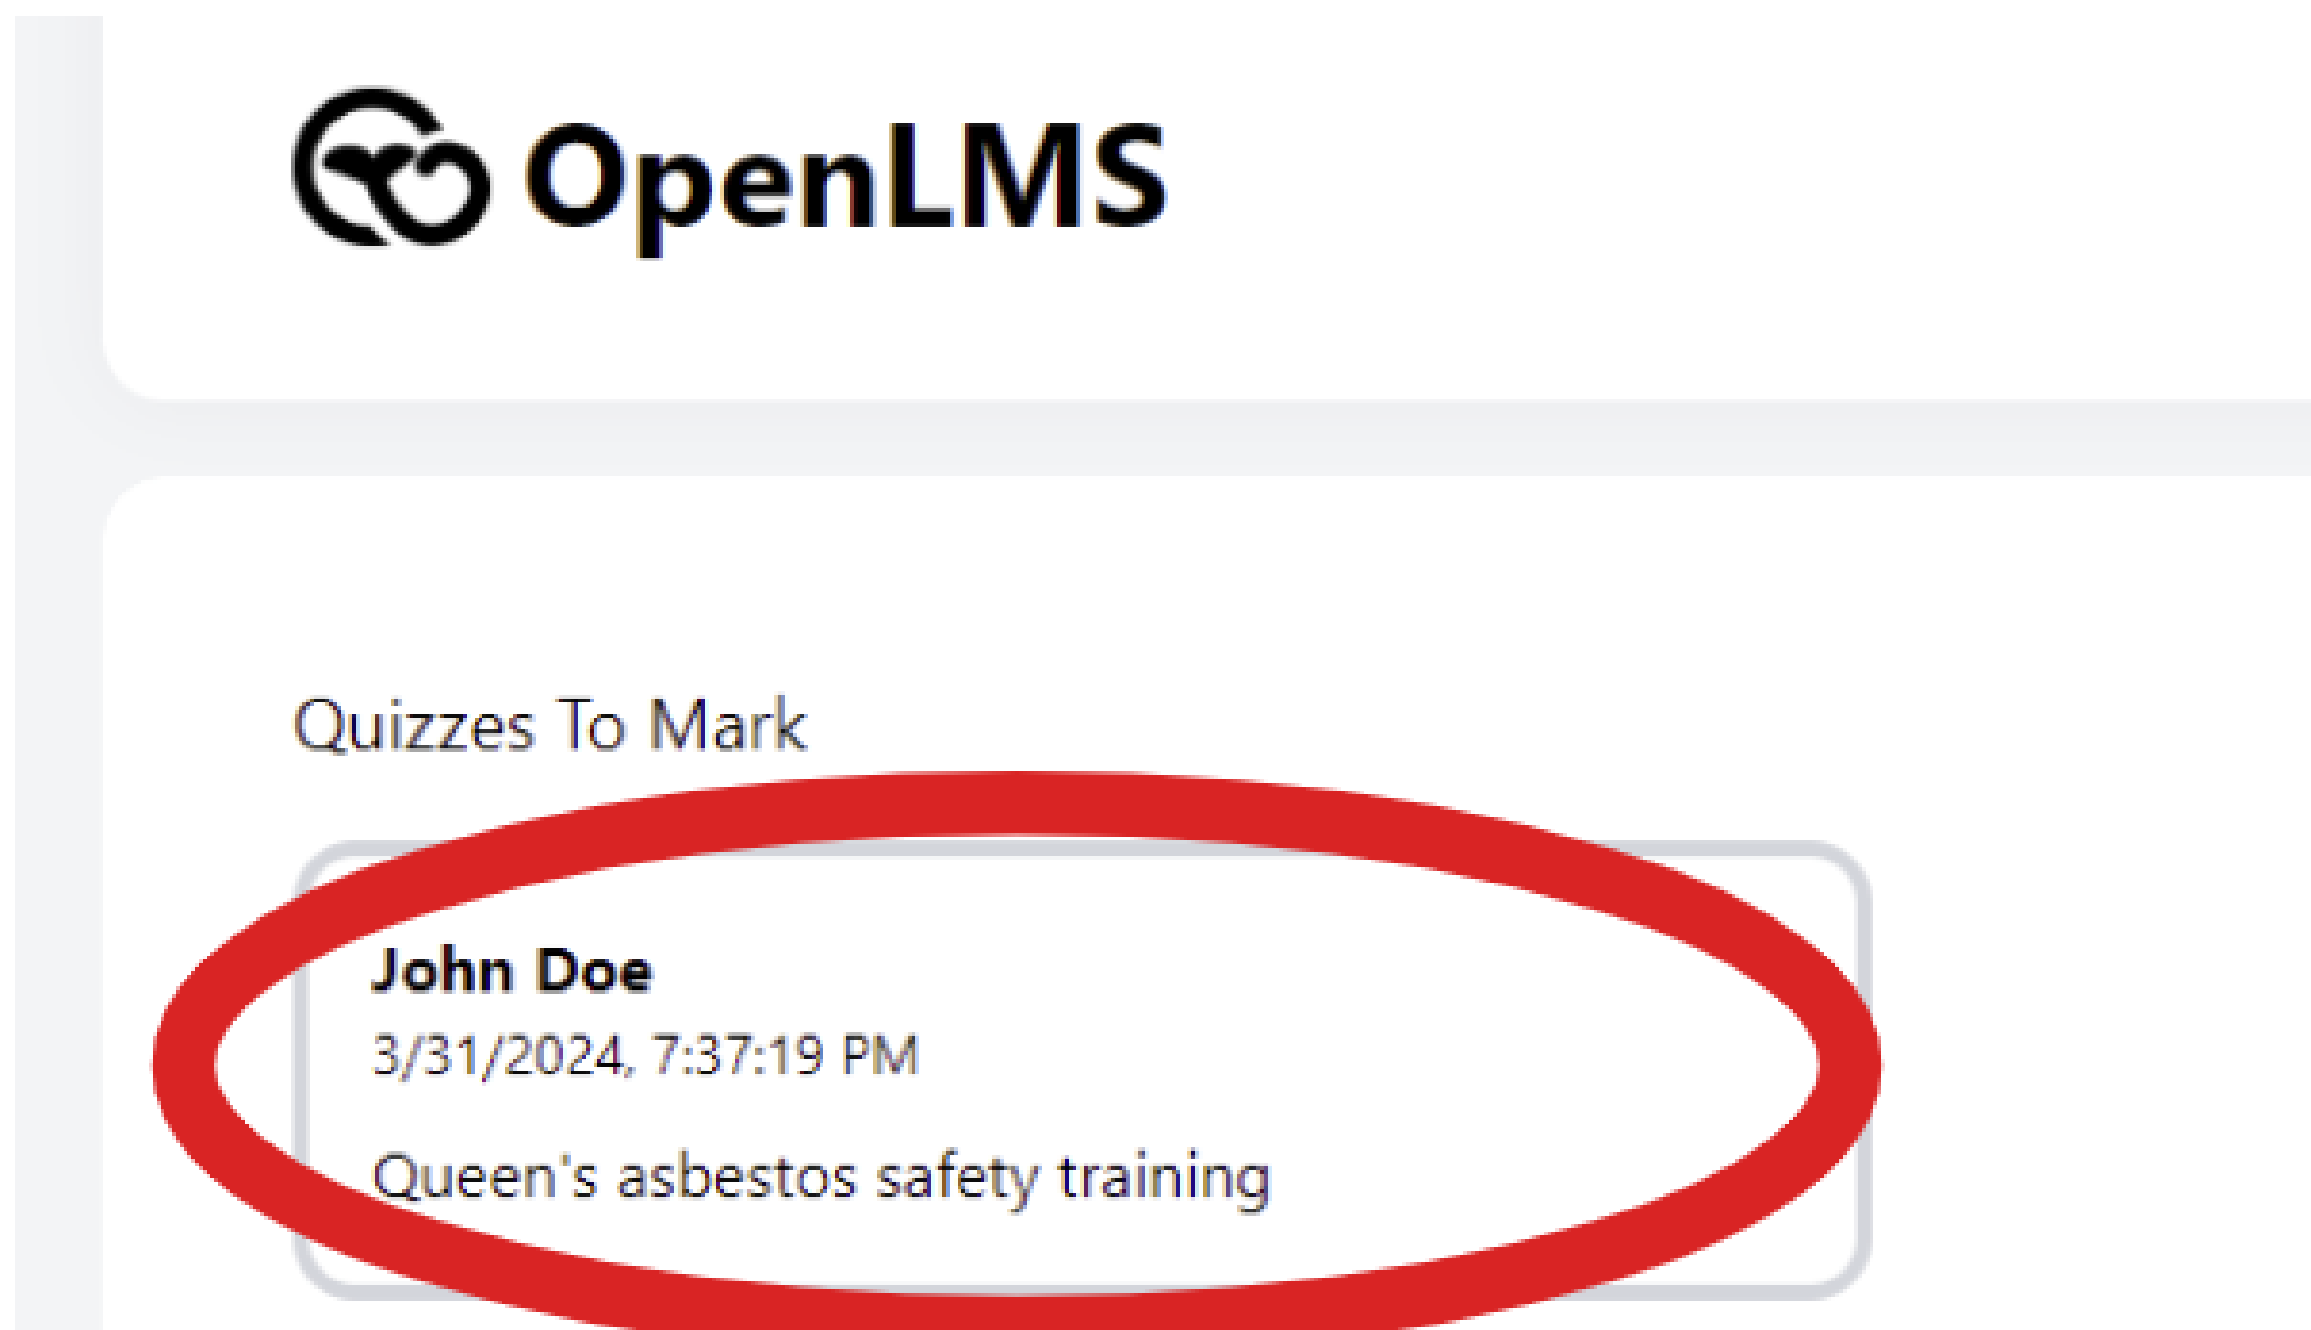 OpenLMS
Quizzes To Mark
John Doe
3/31/2024, 7:37:19 PM
Queen's asbestos safety training